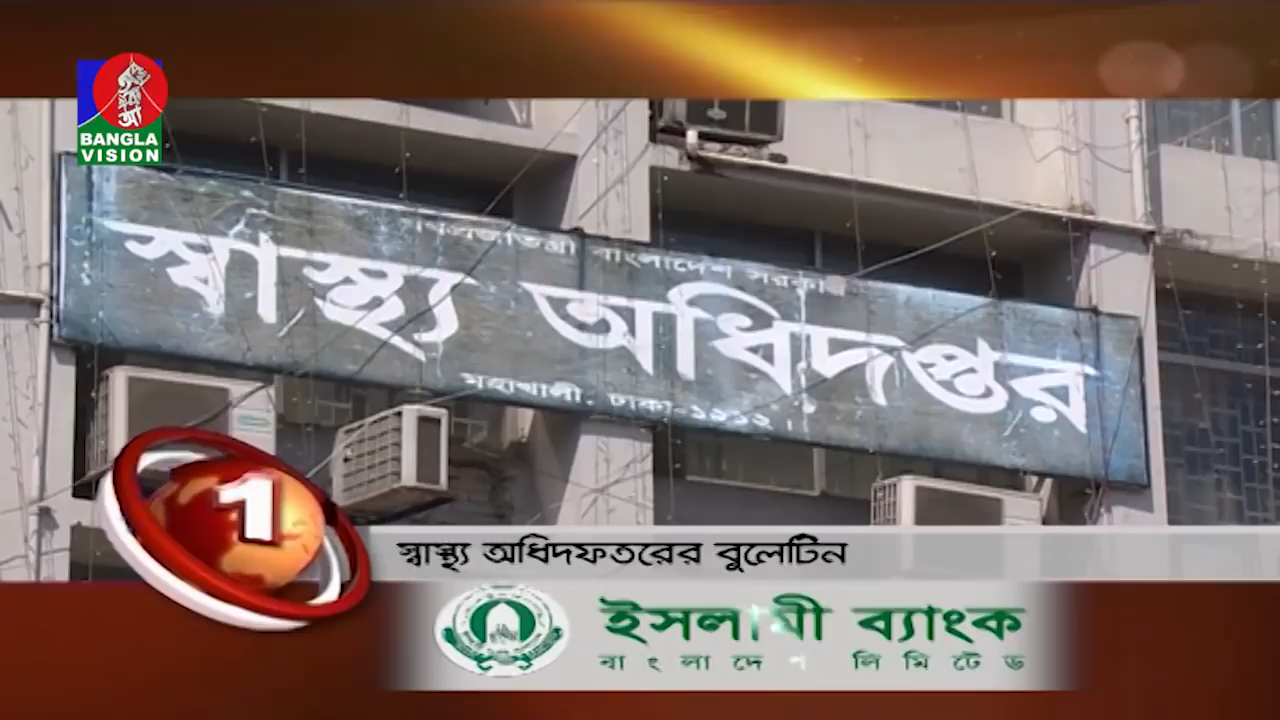 BANGLA
VISION
গণপ্রজাতন্ত্রী বাংলাদেশ সরকার
স্বাস্থ্য অধিদপ্তর
মহাখালী, ঢাকা-১২১২।
1
স্বাস্থ্য অধিদফতরের বুলেটিন
ইসলামী ব্যাংক
বাংলাদেশ লিমিটেড